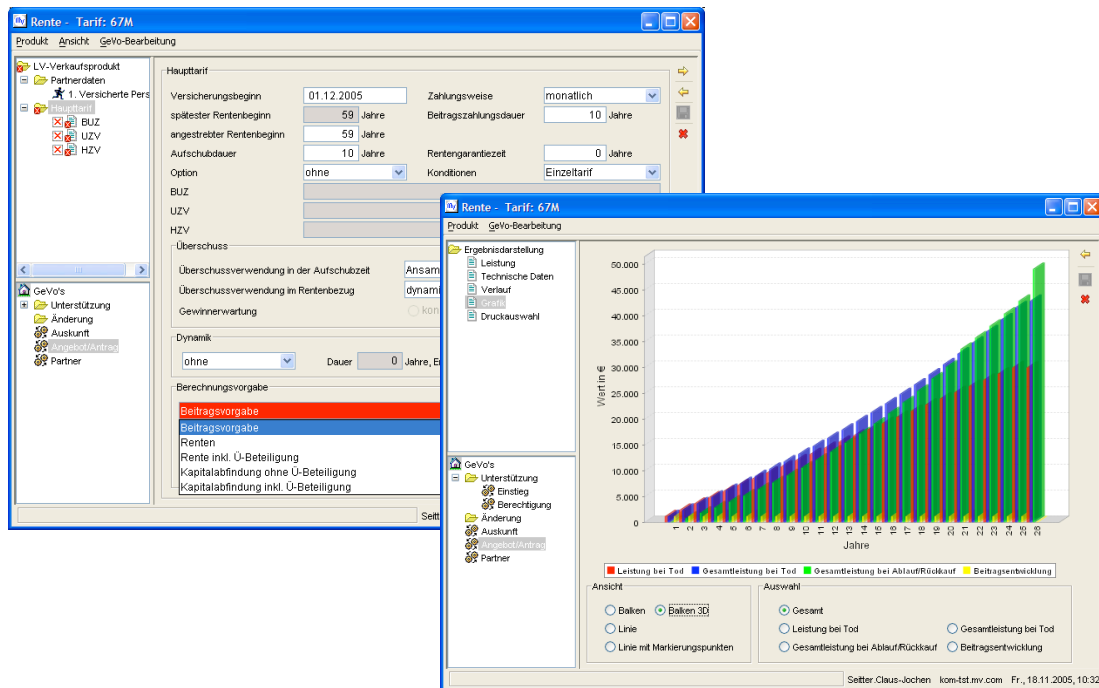 Rente - Tarif: 67M
Produkt Ansicht GeVo-Bearbeitung
LV-Verkaufsprodukt
Partnerdaten
1. Versicherte Pers
Haupttarif
BUZ
UZV
HZV
GeVo's
Unterstützung
Änderung
Auskunft
Angebot/Antrag
Partner
Haupttarif
Versicherungsbeginn 01.12.2005 Zahlungsweise monatlich
spätester Rentenbeginn 59 Jahre Beitragszahlungsdauer 10 Jahre
angestrebter Rentenbeginn 59 Jahre
Aufschubdauer 10 Jahre Rentengarantiezeit 0 Jahre
Option ohne Konditionen Einzeltarif
BUZ
UZV
HZV
Überschuss
Überschussverwendung in der Aufschubzeit Ansam
Überschussverwendung im Rentenbezug dynami
Gewinnerwartung kon
Dynamik
ohne Dauer 0 Jahre, Er
Berechnungsvorgabe
Beitragsvorgabe
Beitragsvorgabe
Renten
Rente inkl. Ü-Beteiligung
Kapitalabfindung ohne Ü-Beteiligung
Kapitalabfindung inkl. Ü-Beteiligung
Seitt
Rente - Tarif: 67M
Produkt GeVo-Bearbeitung
Ergebnisdarstellung
Leistung
Technische Daten
Verlauf
Grafik
Druckauswahl
GeVo's
Unterstützung
Einstieg
Berechtigung
Änderung
Auskunft
Angebot/Antrag
Partner
Wert in €
50.000
45.000
40.000
35.000
30.000
25.000
20.000
15.000
10.000
5.000
0
1 2 3 4 5 6 7 8 9 10 11 12 13 14 15 16 17 18 19 20 21 22 23 24 25 26
Jahre
Leistung bei Tod Gesamtleistung bei Tod Gesamtleistung bei Ablauf/Rückkauf Beitragsentwicklung
Ansicht
Balken Balken 3D
Linie
Linie mit Markierungspunkten
Auswahl
Gesamt
Leistung bei Tod Gesamtleistung bei Tod
Gesamtleistung bei Ablauf/Rückkauf Beitragsentwicklung
Seitter.Claus-Jochen kom-tst.mv.com Fr., 18.11.2005, 10:32